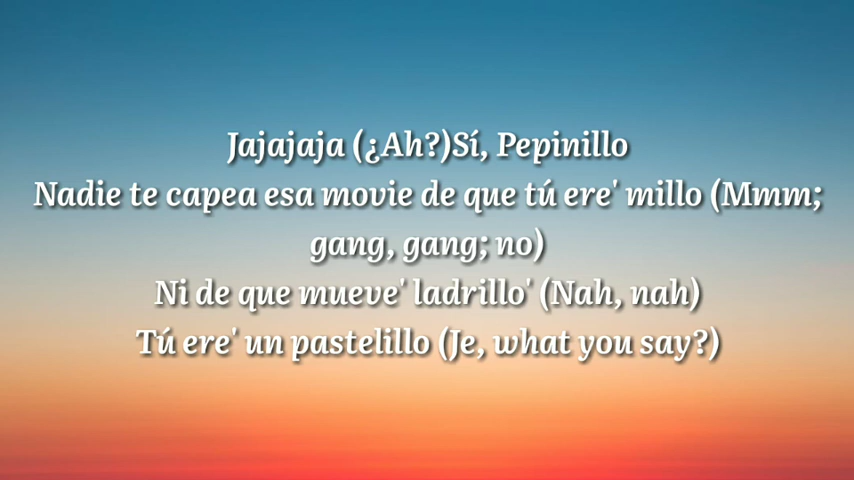 Jajajaja (¿Ah?)Sí, Pepinillo
Nadie te capea esa movie de que tú ere' millo (Mmm;
gang, gang; no)
Ni de que mueve' ladrillo' (Nah, nah)
Tú ere' un pastelillo (Je, what you say?)